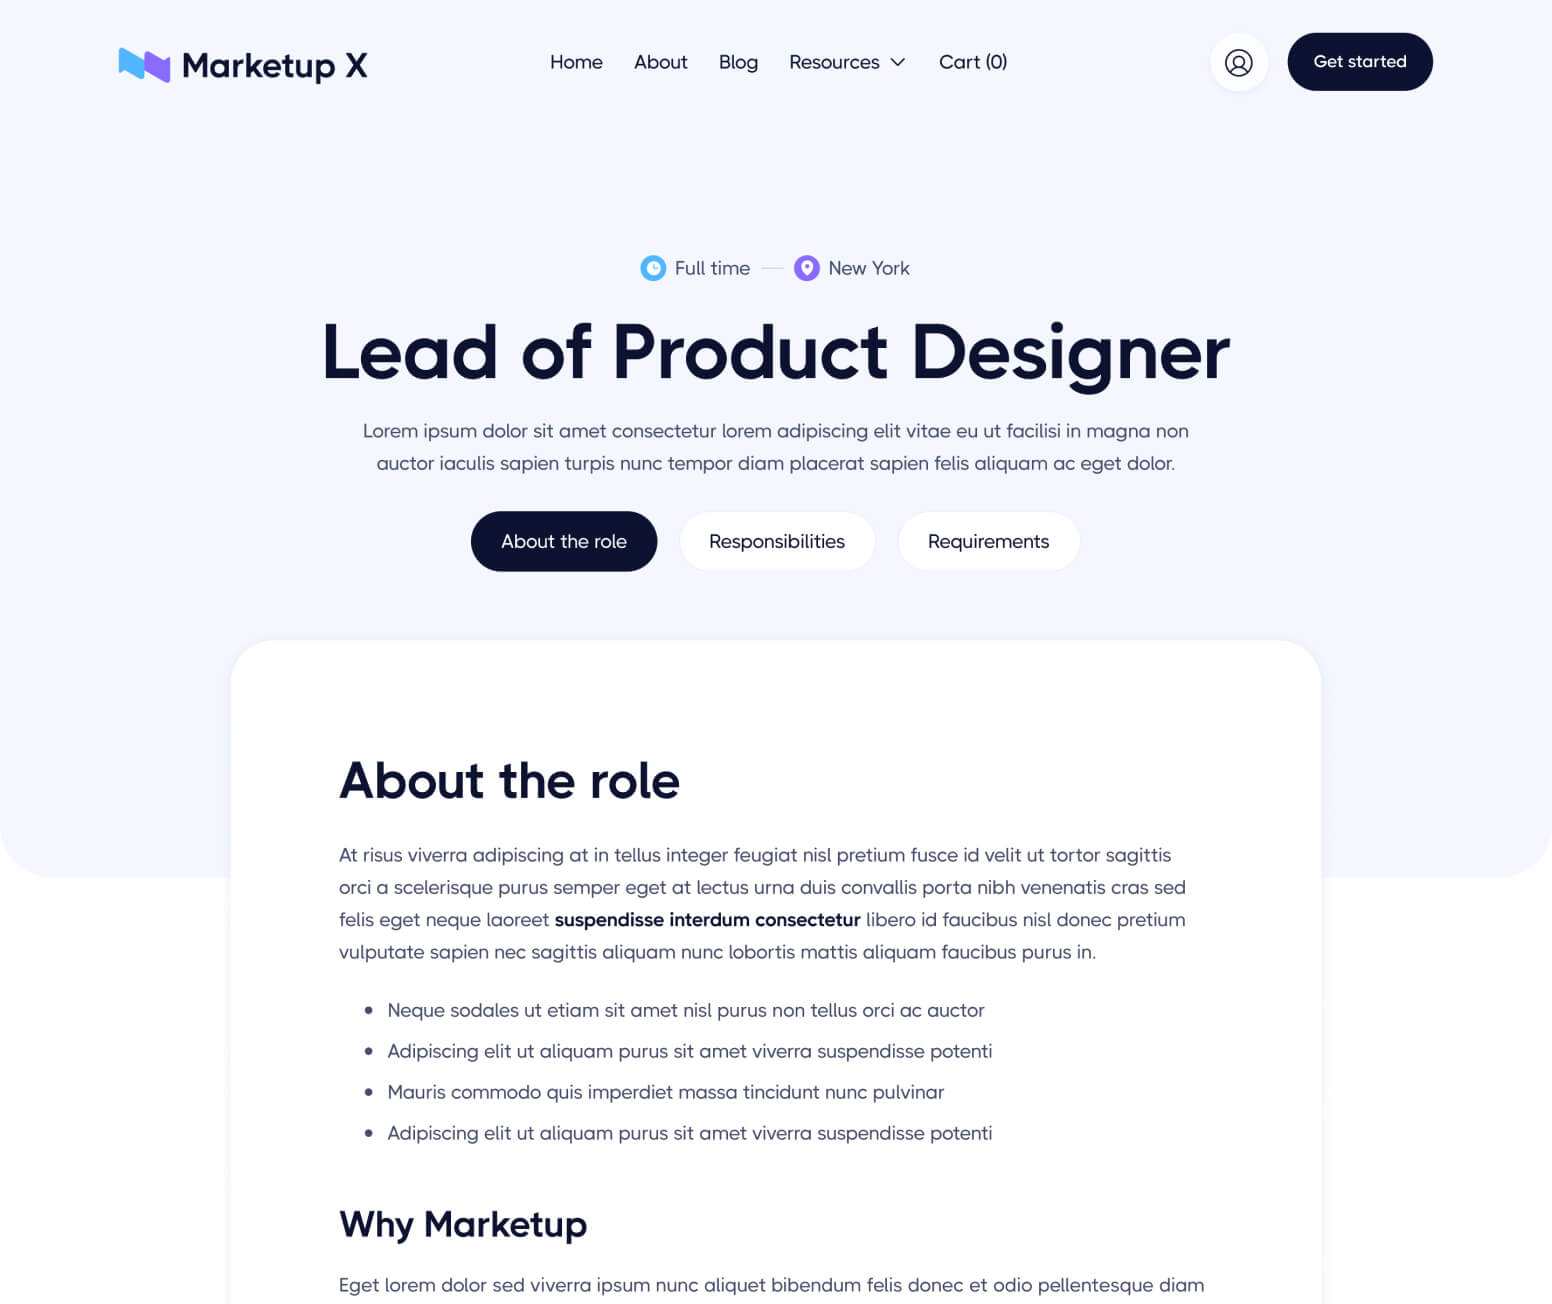 Marketup X
Home About Blog Resources Cart (0)
Get started
Full time New York
Lead of Product Designer
Lorem ipsum dolor sit amet consectetur lorem adipiscing elit vitae eu ut facilisi in magna non
auctor iaculis sapien turpis nunc tempor diam placerat sapien felis aliquam ac eget dolor.
About the role Responsibilities Requirements
About the role
At risus viverra adipiscing at in tellus integer feugiat nisl pretium fusce id velit ut tortor sagittis
orci a scelerisque purus semper eget at lectus urna duis convallis porta nibh venenatis cras sed
felis eget neque laoreet suspendisse interdum consectetur libero id faucibus nisl donec pretium
vulputate sapien nec sagittis aliquam nunc lobortis mattis aliquam faucibus purus in.
• Neque sodales ut etiam sit amet nisl purus non tellus orci ac auctor
• Adipiscing elit ut aliquam purus sit amet viverra suspendisse potenti
• Mauris commodo quis imperdiet massa tincidunt nunc pulvinar
• Adipiscing elit ut aliquam purus sit amet viverra suspendisse potenti
Why Marketup
Eget lorem dolor sed viverra ipsum nunc aliquet bibendum felis donec et odio pellentesque diam